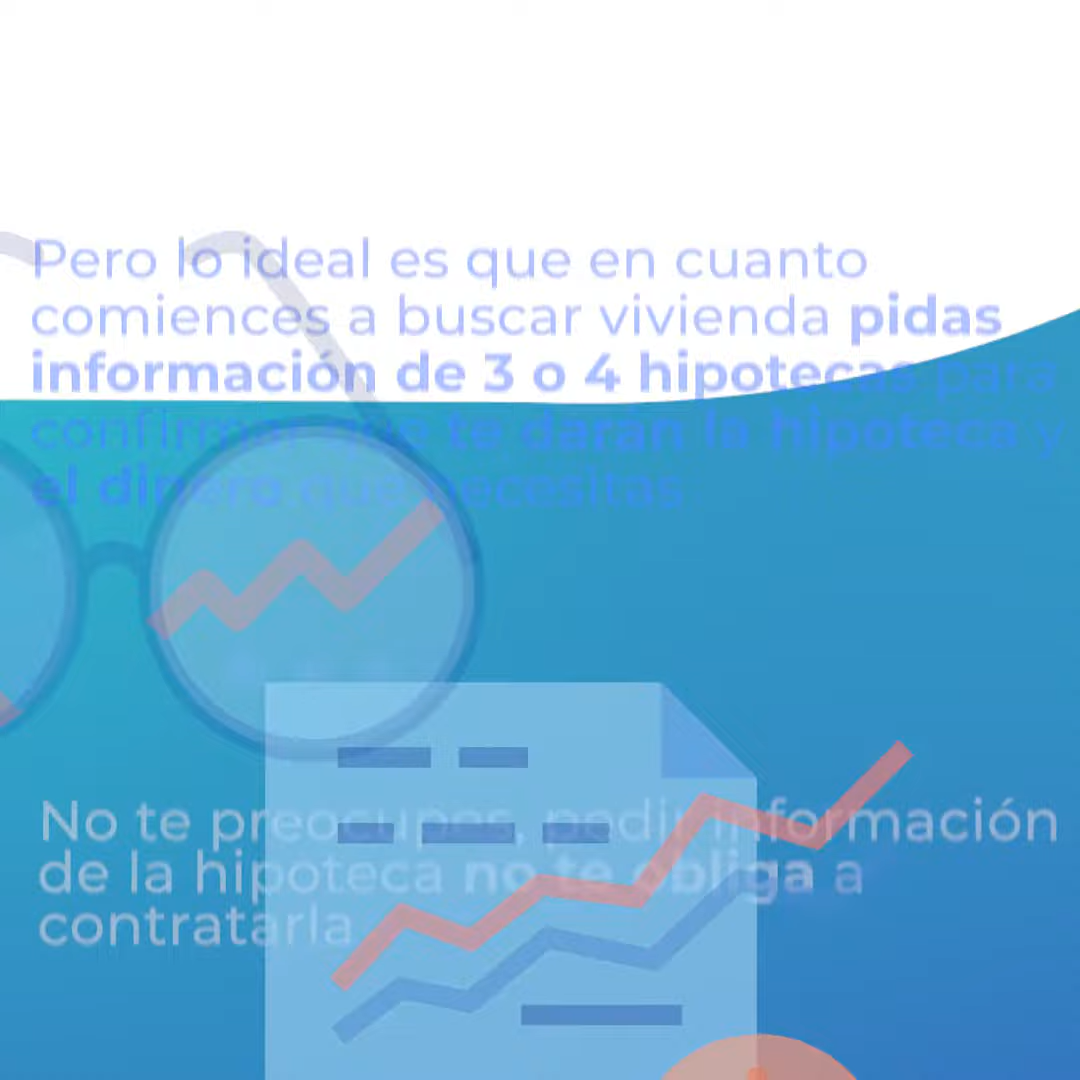 Pero lo ideal es que en cuanto
comiences a buscar vivienda pidas
información de 3 o 4 hipotecas para
confirmar que te darán la hipoteca y
el dinero que necesitas
No te preocupes, pedir información
de la hipoteca no te obliga a
contratarla